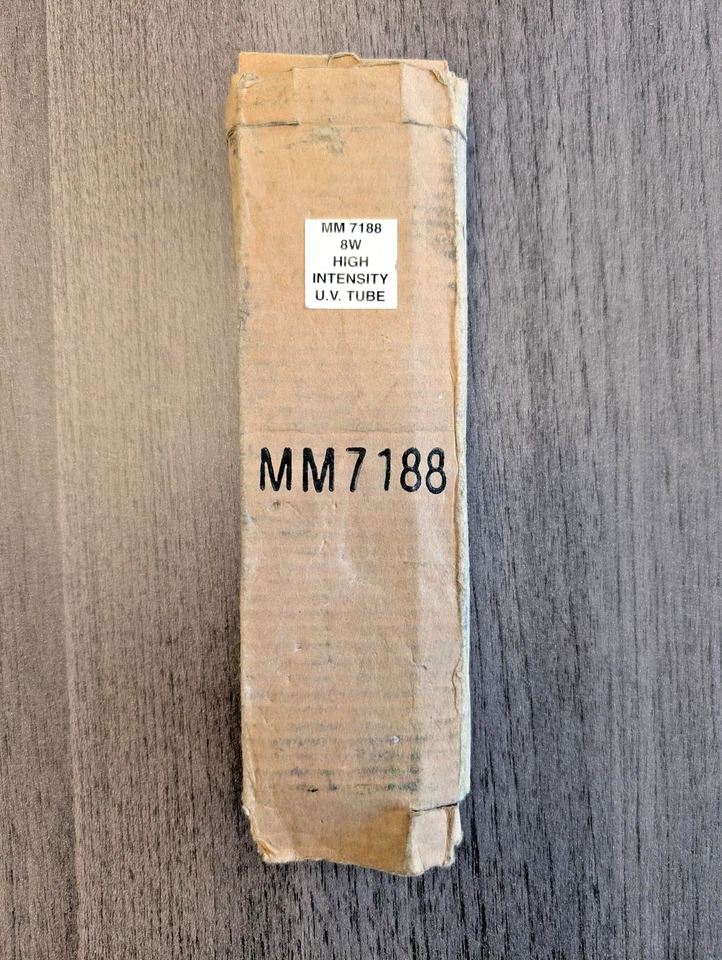 MM 7188
8W
HIGH
INTENSITY
U.V. TUBE
MM7188